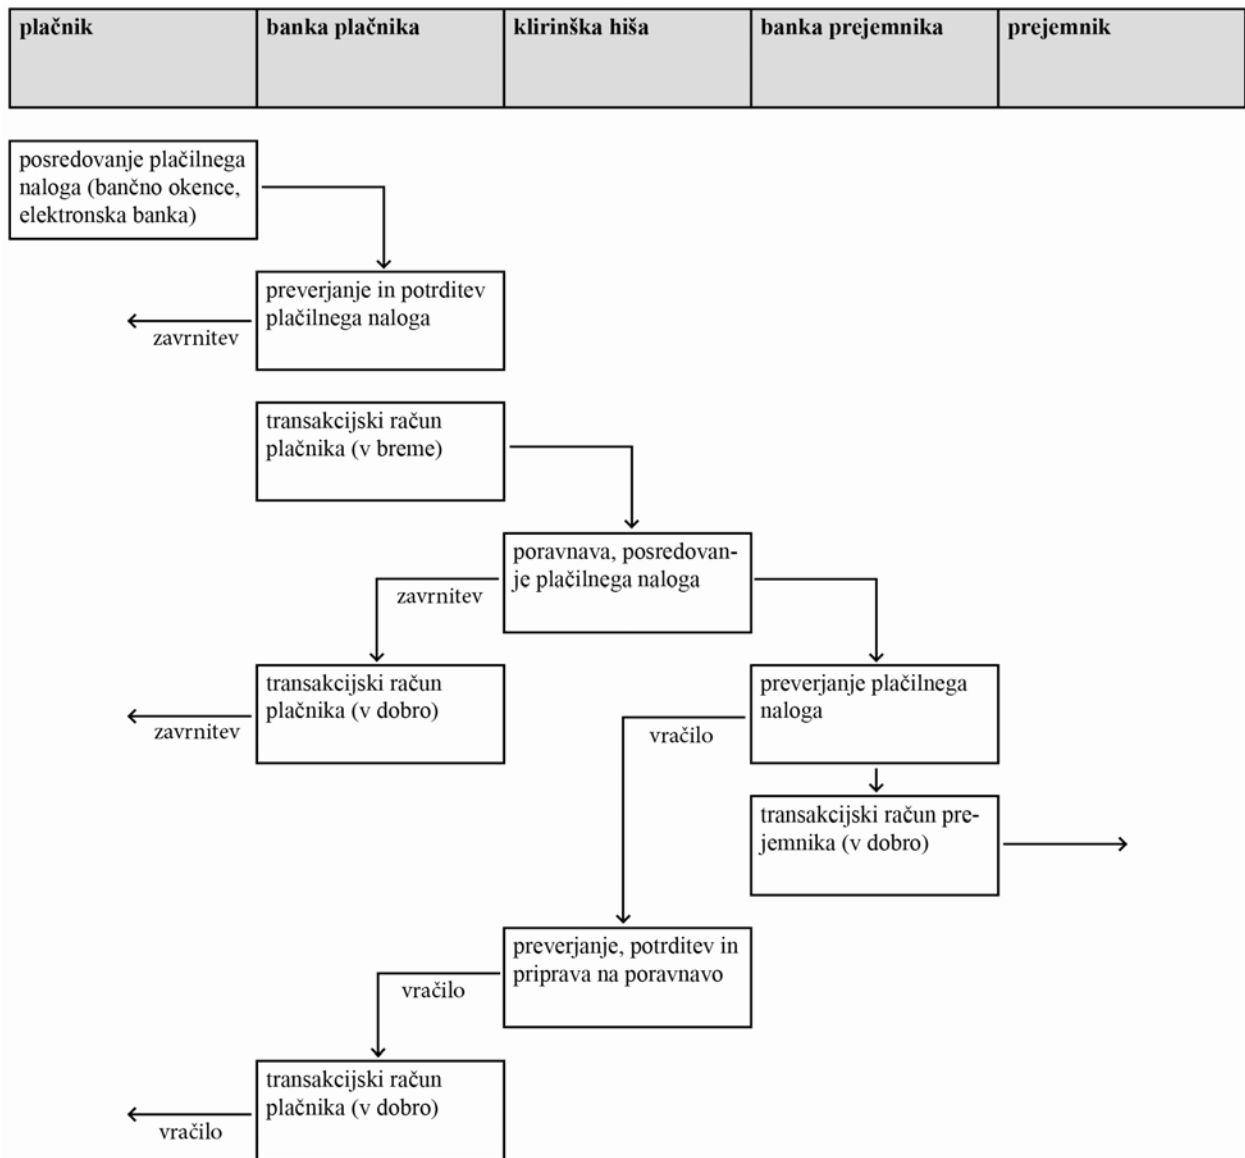 plačnik
banka plačnika
klirinška hiša
banka prejemnika
prejemnik
posredovanje plačilnega
naloga (bančno okence,
elektronska banka)
preverjanje in potrditev
plačilnega naloga
zavrnitev
transakcijski račun
plačnika (v breme)
poravnava, posredovan-
je plačilnega naloga
zavrnitev
transakcijski račun
plačnika (v dobro)
zavrnitev
preverjanje plačilnega
naloga
vračilo
transakcijski račun pre-
jemnika (v dobro)
preverjanje, potrditev in
priprava na poravnavo
vračilo
transakcijski račun
plačnika (v dobro)
vračilo